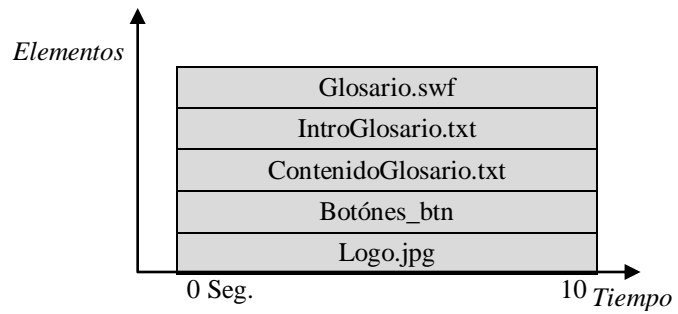 Elementos
Glosario.swf
IntroGlosario.txt
ContenidoGlosario.txt
Botónes_btn
Logo.jpg
0 Seg.
10
Tiempo